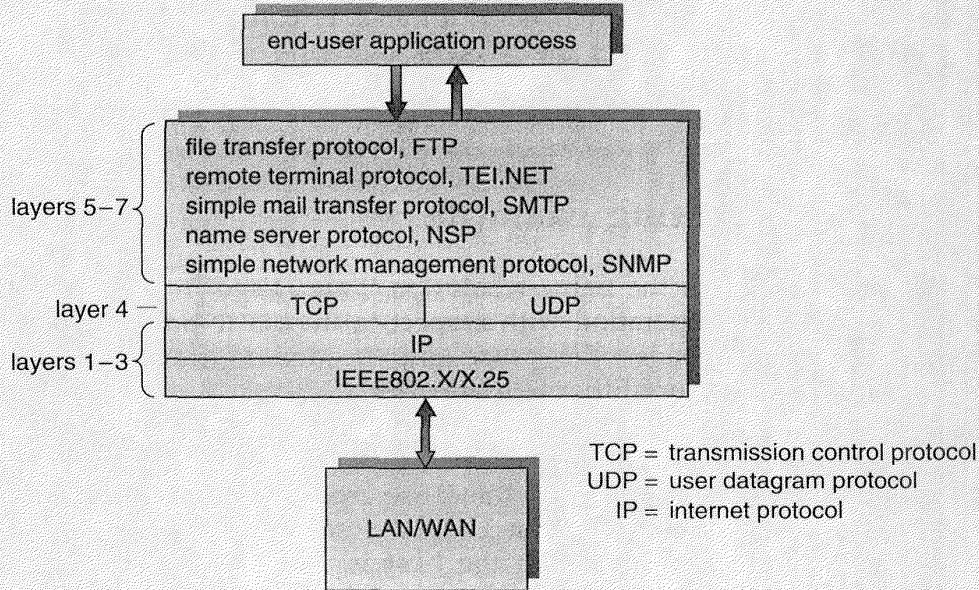 end-user application process
file transfer protocol, FTP
remote terminal protocol, TEI.NET
layers 5–7
simple mail transfer protocol, SMTP
name server protocol, NSP
simple network management protocol, SNMP
layer 4
TCP
UDP
layers 1–3
IP
IEEE802.X/X.25
LAN/WAN
TCP = transmission control protocol
UDP = user datagram protocol
IP = internet protocol